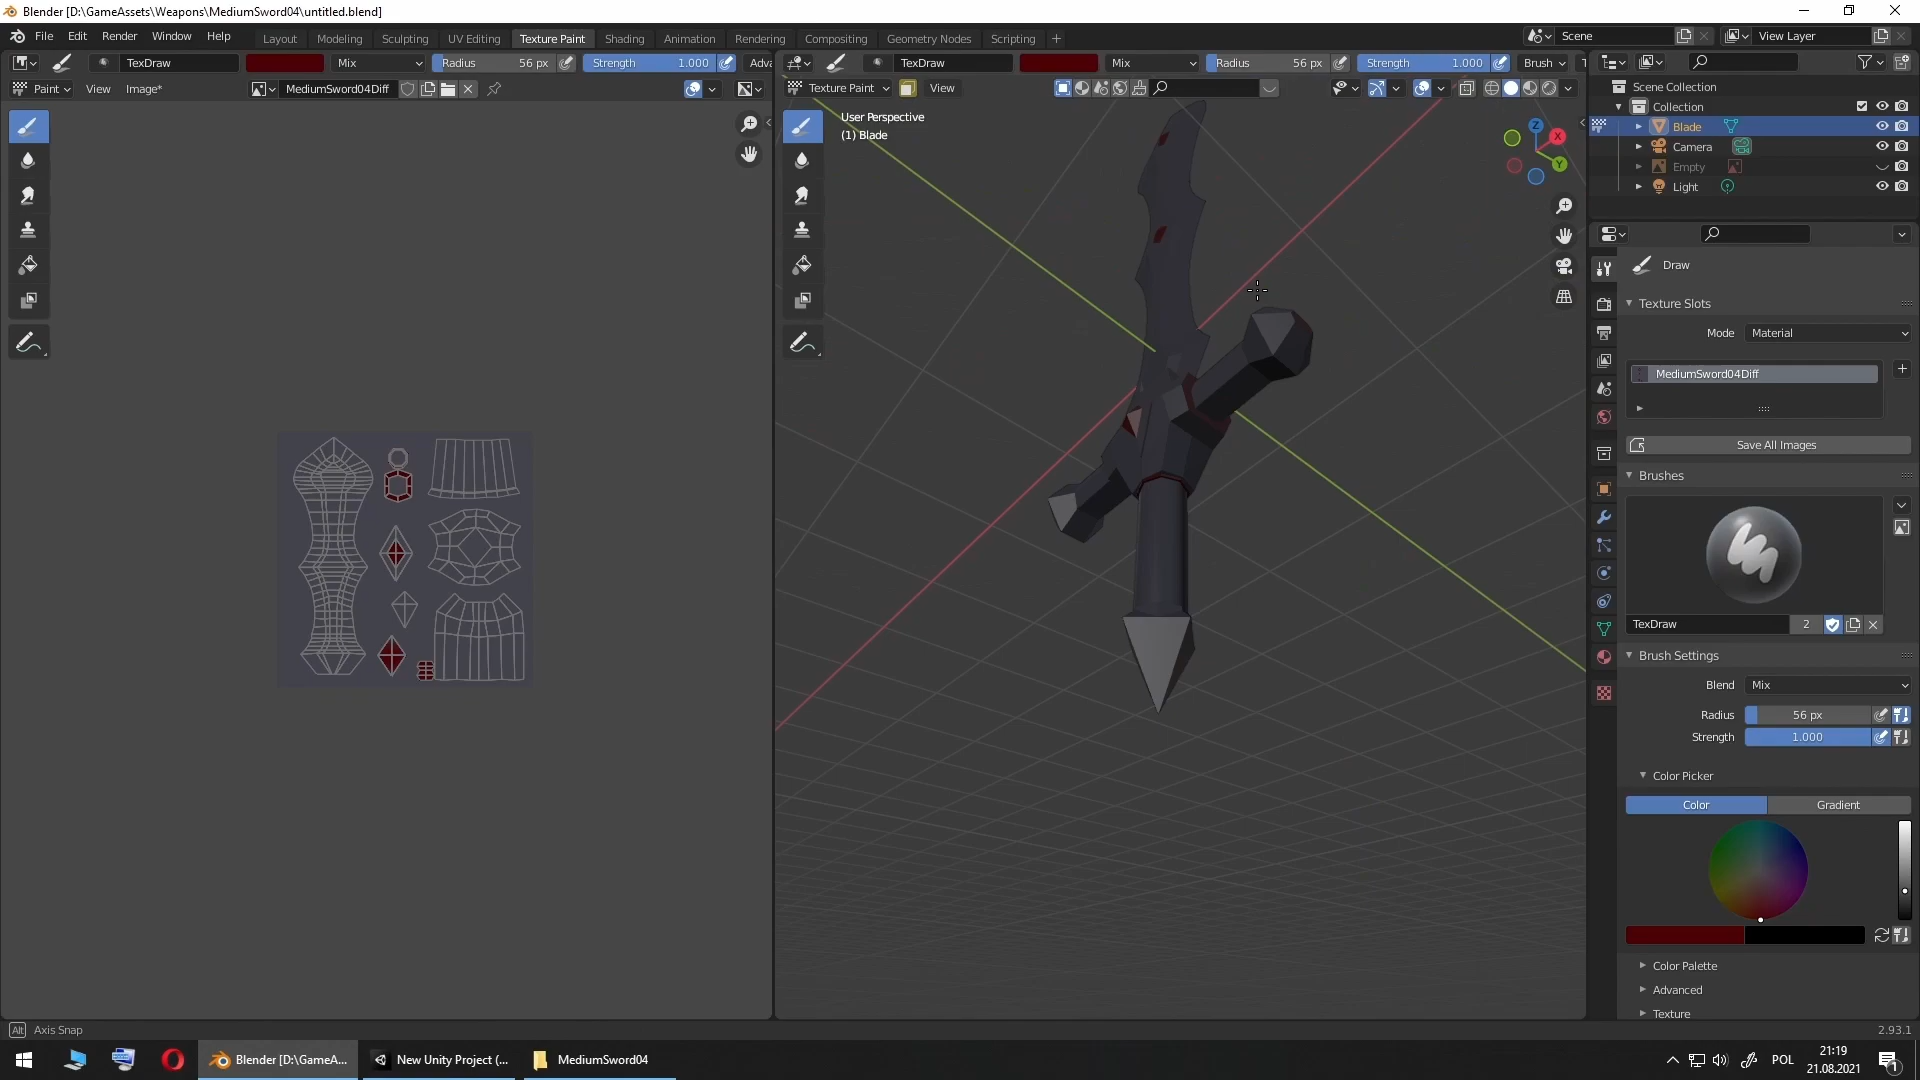 Blender [D:\GameAssets\Weapons\MediumSword04\untitled.blend]
File Edit Render Window Help Layout Modeling Sculpting UV Editing Texture Paint Shading Animation Rendering Compositing Geometry Nodes Scripting Scene View Layer
TexDraw Mix Radius 56 px Strength 1.000 Adva TexDraw Mix Radius 56 px Strength 1.000 Brush
Paint View Image* MediumSword04Diff Texture Paint View
User Perspective
(1) Blade
Z
X
Y
Scene Collection
Collection
Blade
Camera
Empty
Light
Draw
Texture Slots
Mode Material
MediumSword04Diff
Save All Images
Brushes
TexDraw 2
Brush Settings
Blend Mix
Radius 56 px
Strength 1.000
Color Picker
Color Gradient
Color Palette
Advanced
Texture
Alt Axis Snap 2.93.1
Blender [D:\GameA... New Unity Project (... MediumSword04 POL 21:19
21.08.2021
1